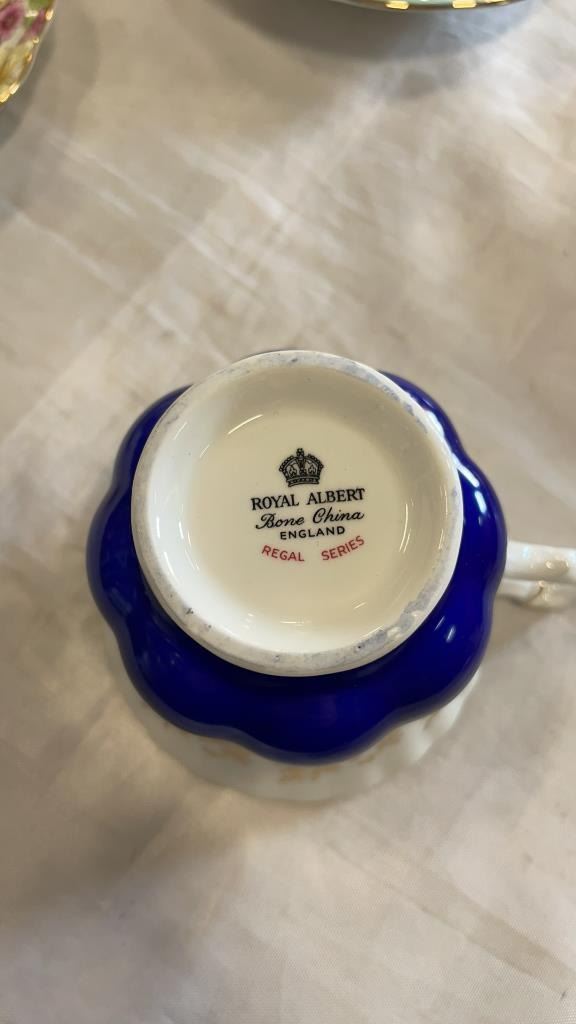 ROYAL ALBERT
Bone China
ENGLAND
REGAL SERIES